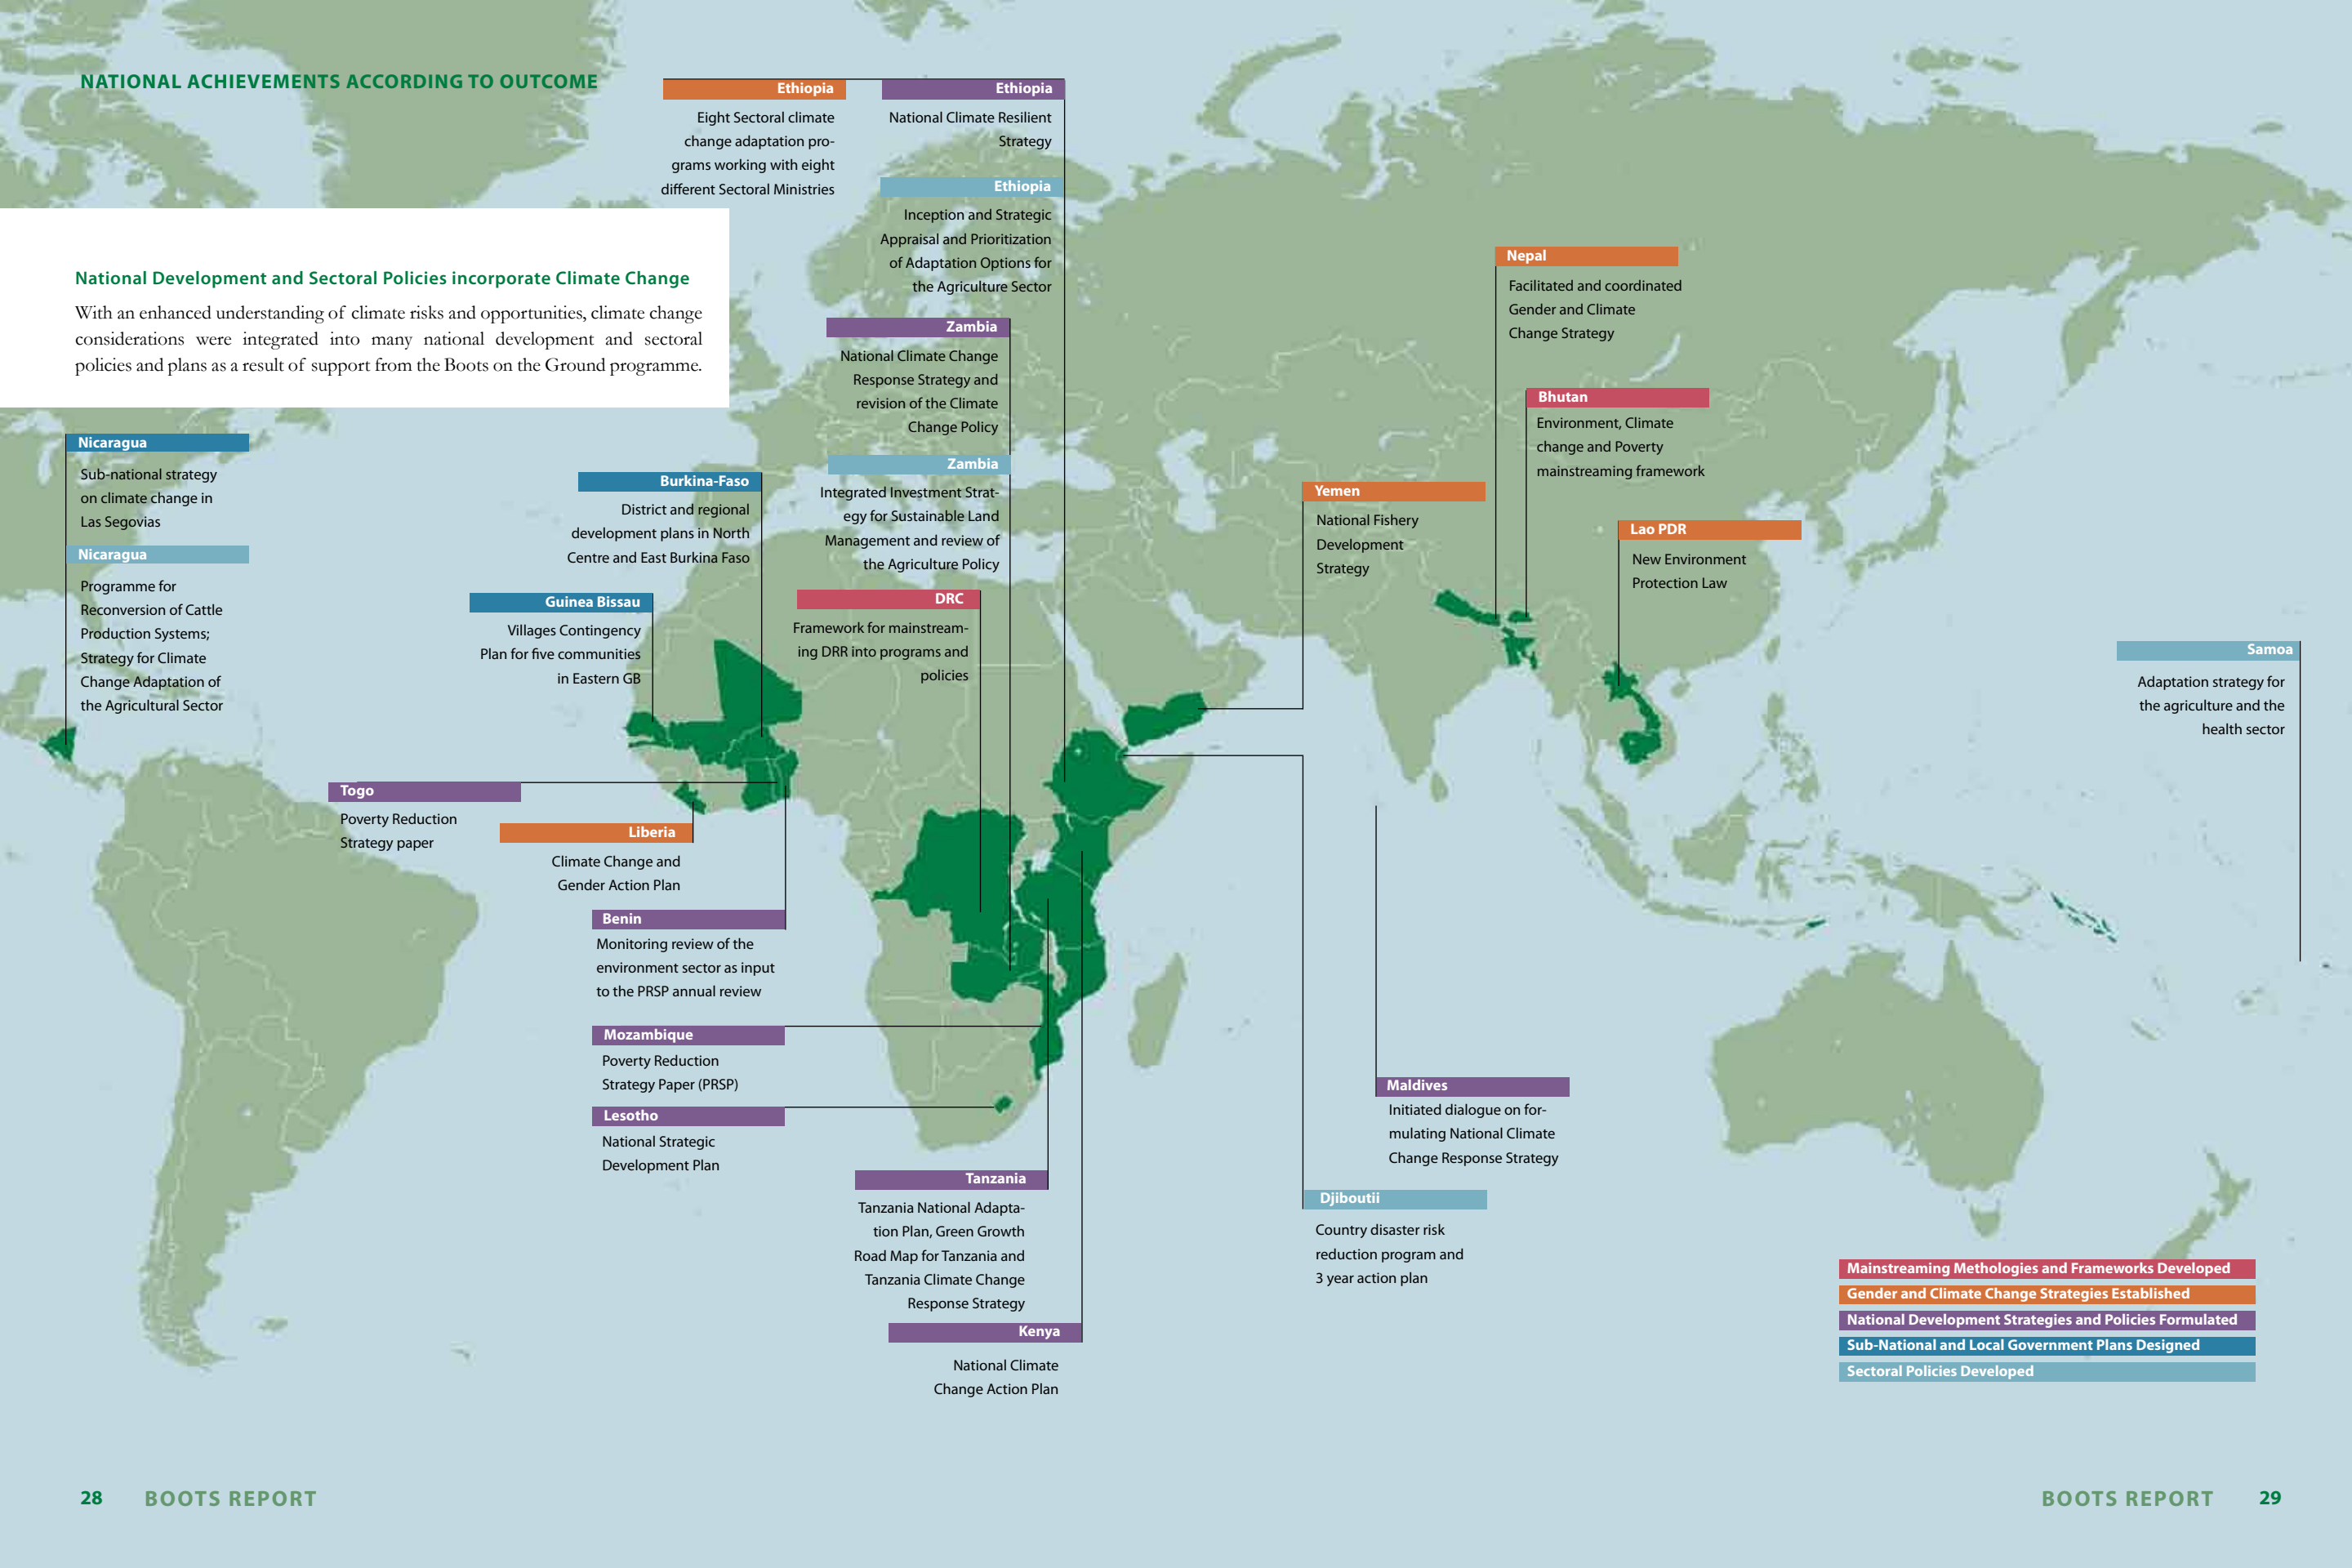 NATIONAL ACHIEVEMENTS ACCORDING TO OUTCOME
National Development and Sectoral Policies incorporate Climate Change
With an enhanced understanding of climate risks and opportunities, climate change
considerations were integrated into many national development and sectoral
policies and plans as a result of support from the Boots on the Ground programme.
Ethiopia
Eight Sectoral climate
change adaptation pro-
grams working with eight
different Sectoral Ministries
Ethiopia
National Climate Resilient
Strategy
Ethiopia
Inception and Strategic
Appraisal and Prioritization
of Adaptation Options for
the Agriculture Sector
Zambia
National Climate Change
Response Strategy and
revision of the Climate
Change Policy
Zambia
Integrated Investment Strat-
egy for Sustainable Land
Management and review of
the Agriculture Policy
DRC
Framework for mainstream-
ing DRR into programs and
policies
Nicaragua
Sub-national strategy
on climate change in
Las Segovias
Nicaragua
Programme for
Reconversion of Cattle
Production Systems;
Strategy for Climate
Change Adaptation of
the Agricultural Sector
Burkina-Faso
District and regional
development plans in North
Centre and East Burkina Faso
Guinea Bissau
Villages Contingency
Plan for five communities
in Eastern GB
Togo
Poverty Reduction
Strategy paper
Liberia
Climate Change and
Gender Action Plan
Benin
Monitoring review of the
environment sector as input
to the PRSP annual review
Mozambique
Poverty Reduction
Strategy Paper (PRSP)
Lesotho
National Strategic
Development Plan
Tanzania
Tanzania National Adapta-
tion Plan, Green Growth
Road Map for Tanzania and
Tanzania Climate Change
Response Strategy
Kenya
National Climate
Change Action Plan
Nepal
Facilitated and coordinated
Gender and Climate
Change Strategy
Bhutan
Environment, Climate
change and Poverty
mainstreaming framework
Yemen
National Fishery
Development
Strategy
Lao PDR
New Environment
Protection Law
Samoa
Adaptation strategy for
the agriculture and the
health sector
Maldives
Initiated dialogue on for-
mulating National Climate
Change Response Strategy
Djiboutii
Country disaster risk
reduction program and
3 year action plan
Mainstreaming Methologies and Frameworks Developed
Gender and Climate Change Strategies Established
National Development Strategies and Policies Formulated
Sub-National and Local Government Plans Designed
Sectoral Policies Developed
28 BOOTS REPORT
BOOTS REPORT 29